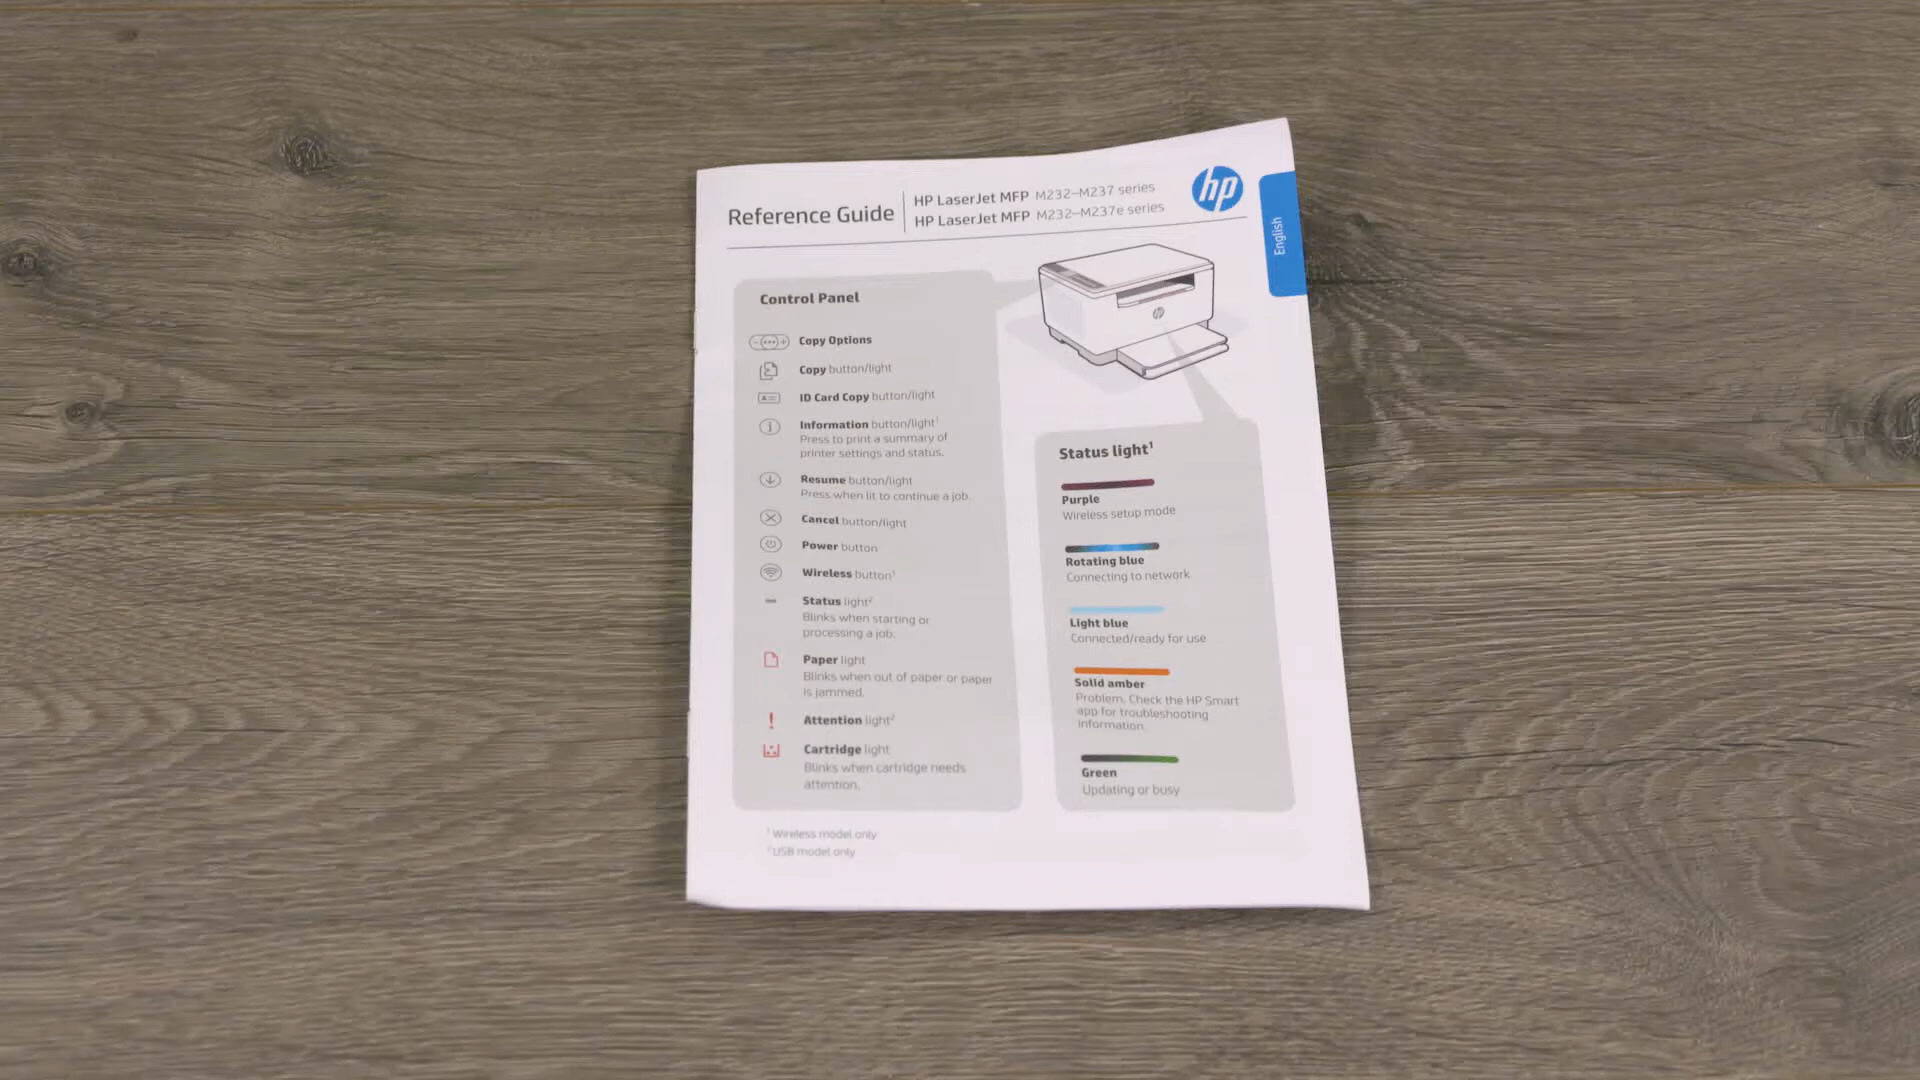 Reference Guide
HP LaserJet MFP M232–M237 series
HP LaserJet MFP M232–M237e series
hp
English
Control Panel
Copy Options
Copy button/light
ID Card Copy button/light
Information button/light¹
Press to print a summary of
printer settings and status.
Resume button/light
Press when lit to continue a job.
Cancel button/light
Power button
Wireless button¹
Status light²
Blinks when starting or
processing a job.
Paper light
Blinks when out of paper or paper
is jammed.
Attention light²
Cartridge light
Blinks when cartridge needs
attention.
¹ Wireless model only
² USB model only
hp
Status light¹
Purple
Wireless setup mode
Rotating blue
Connecting to network
Light blue
Connected/ready for use
Solid amber
Problem. Check the HP Smart
app for troubleshooting
information.
Green
Updating or busy